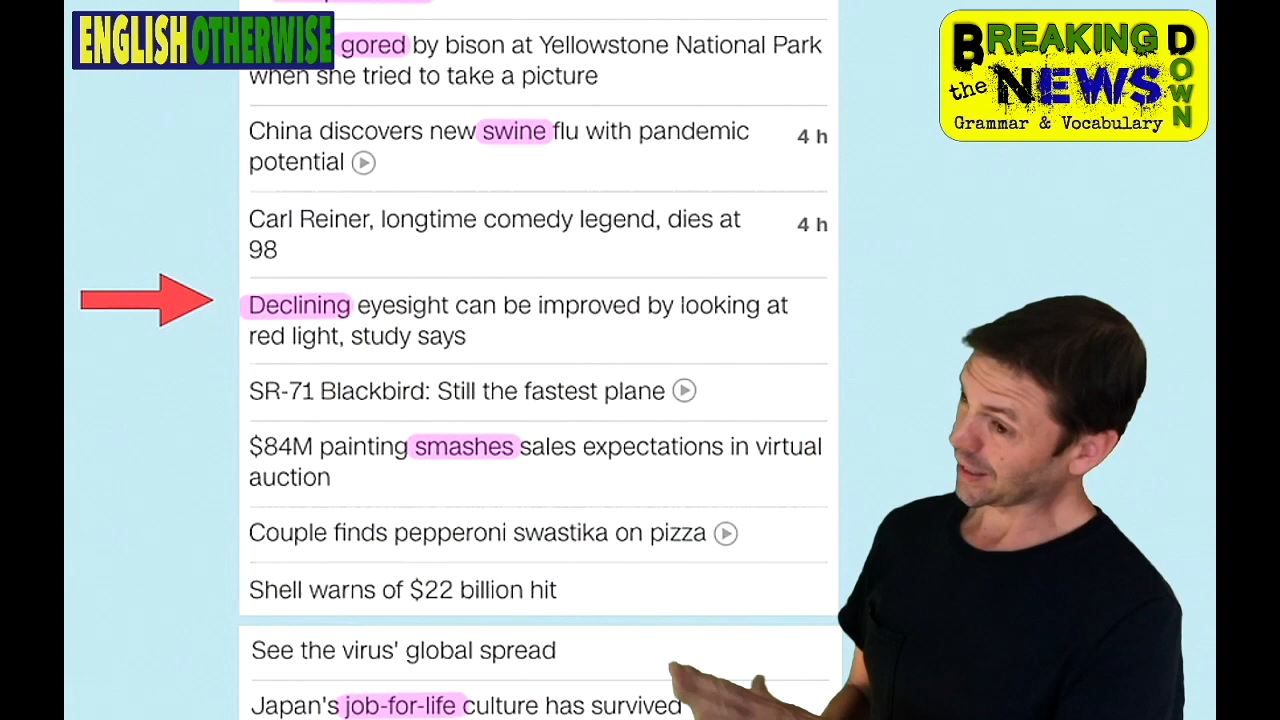 ENGLISH OTHERWISE
BREAKING DOWN
the NEWS
Grammar & Vocabulary
gored by bison at Yellowstone National Park
when she tried to take a picture
China discovers new swine flu with pandemic
potential
4 h
Carl Reiner, longtime comedy legend, dies at
98
4 h
Declining eyesight can be improved by looking at
red light, study says
SR-71 Blackbird: Still the fastest plane
$84M painting smashes sales expectations in virtual
auction
Couple finds pepperoni swastika on pizza
Shell warns of $22 billion hit
See the virus' global spread
Japan's job-for-life culture has survived